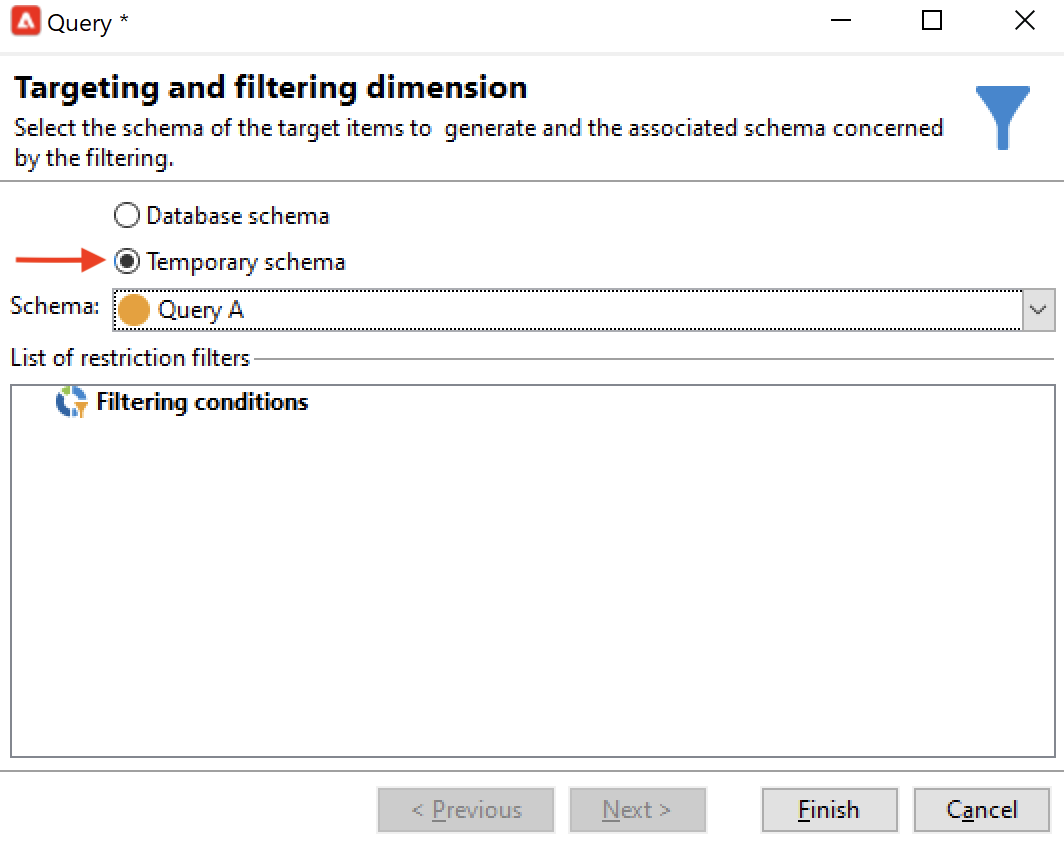 Query *
Targeting and filtering dimension
Select the schema of the target items to  generate and the associated schema concerned
by the filtering.
Database schema
Temporary schema
Schema:
Query A
List of restriction filters
Filtering conditions
< Previous
Next >
Finish
Cancel